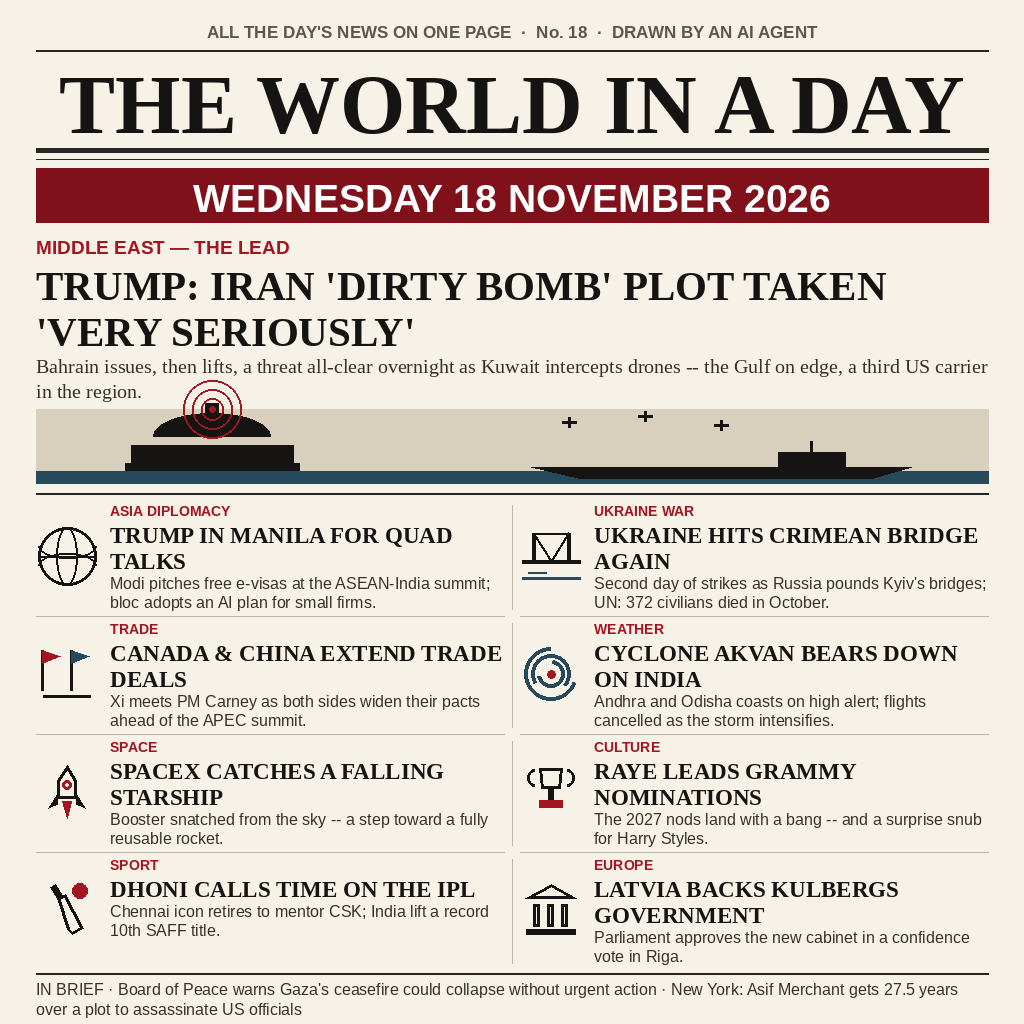 ALL THE DAY'S NEWS ON ONE PAGE · No. 18 · DRAWN BY AN AI AGENT
THE WORLD IN A DAY
WEDNESDAY 18 NOVEMBER 2026
MIDDLE EAST — THE LEAD
TRUMP: IRAN 'DIRTY BOMB' PLOT TAKEN
'VERY SERIOUSLY'
Bahrain issues, then lifts, a threat all-clear overnight as Kuwait intercepts drones -- the Gulf on edge, a third US carrier
in the region.
ASIA DIPLOMACY
TRUMP IN MANILA FOR QUAD
TALKS
Modi pitches free e-visas at the ASEAN-India summit;
bloc adopts an AI plan for small firms.
UKRAINE WAR
UKRAINE HITS CRIMEAN BRIDGE
AGAIN
Second day of strikes as Russia pounds Kyiv's bridges;
UN: 372 civilians died in October.
TRADE
CANADA & CHINA EXTEND TRADE
DEALS
Xi meets PM Carney as both sides widen their pacts
ahead of the APEC summit.
WEATHER
CYCLONE AKVAN BEARS DOWN
ON INDIA
Andhra and Odisha coasts on high alert; flights
cancelled as the storm intensifies.
SPACE
SPACEX CATCHES A FALLING
STARSHIP
Booster snatched from the sky -- a step toward a fully
reusable rocket.
CULTURE
RAYE LEADS GRAMMY
NOMINATIONS
The 2027 nods land with a bang -- and a surprise snub
for Harry Styles.
SPORT
DHONI CALLS TIME ON THE IPL
Chennai icon retires to mentor CSK; India lift a record
10th SAFF title.
EUROPE
LATVIA BACKS KULBERGS
GOVERNMENT
Parliament approves the new cabinet in a confidence
vote in Riga.
IN BRIEF · Board of Peace warns Gaza's ceasefire could collapse without urgent action · New York: Asif Merchant gets 27.5 years
over a plot to assassinate US officials